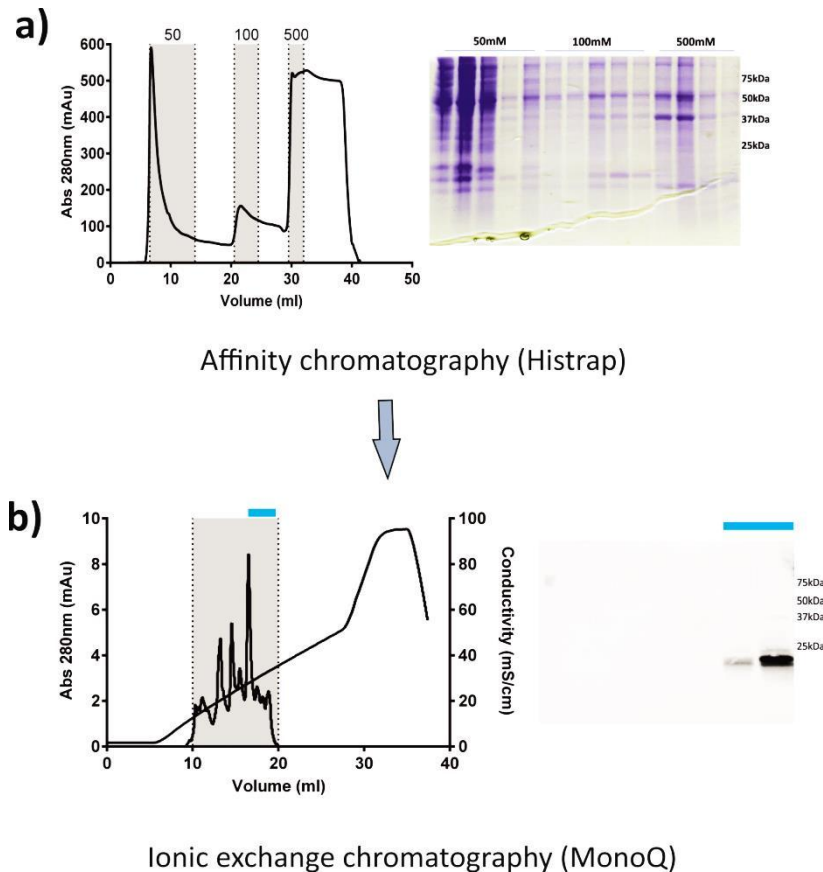 a)
50 100 500
600
500
400
300
200
100
0
Abs 280nm (mAu)
0 10 20 30 40 50
Volume (ml)
50mM 100mM 500mM
75kDa
50kDa
37kDa
25kDa
Affinity chromatography (Histrap)
b)
10
8
6
4
2
0
Abs 280nm (mAu)
100
80
60
40
20
0
Conductivity (mS/cm)
0 10 20 30 40
Volume (ml)
75kDa
50kDa
37kDa
25kDa
Ionic exchange chromatography (MonoQ)